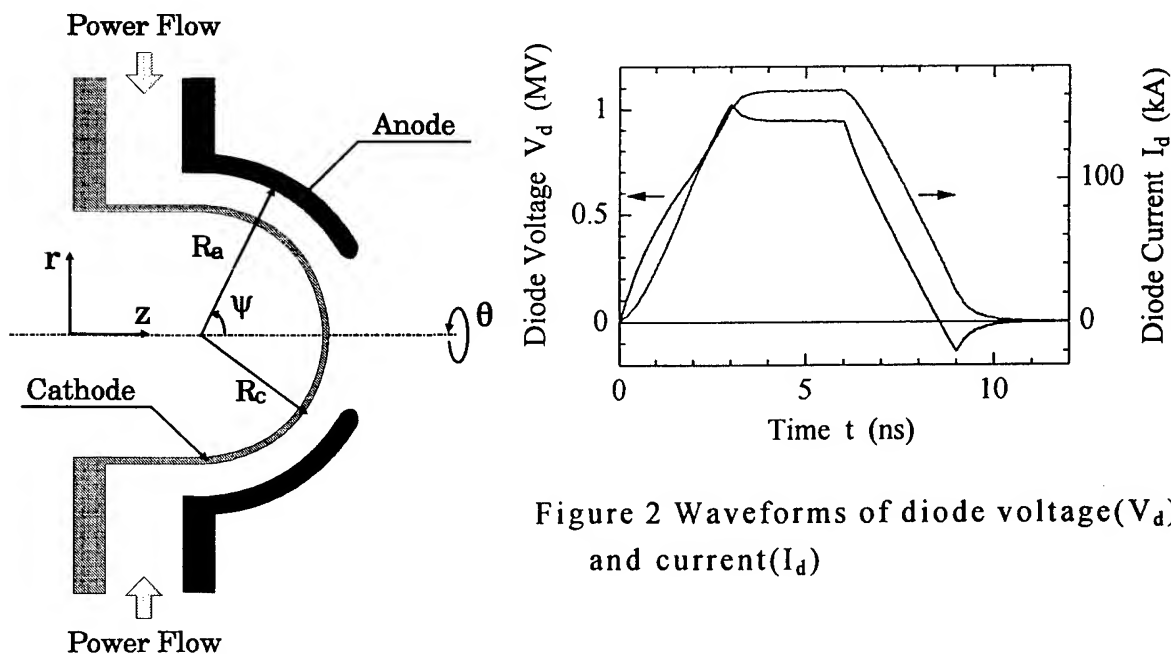 Power Flow
Anode
Ra
r
ψ
z
θ
Rc
Cathode
Power Flow
Diode Voltage Vd (MV)
1
0.5
0
Diode Current Id (kA)
100
0
0
5
10
Time t (ns)
Figure 2 Waveforms of diode voltage(Vd)
and current(Id)